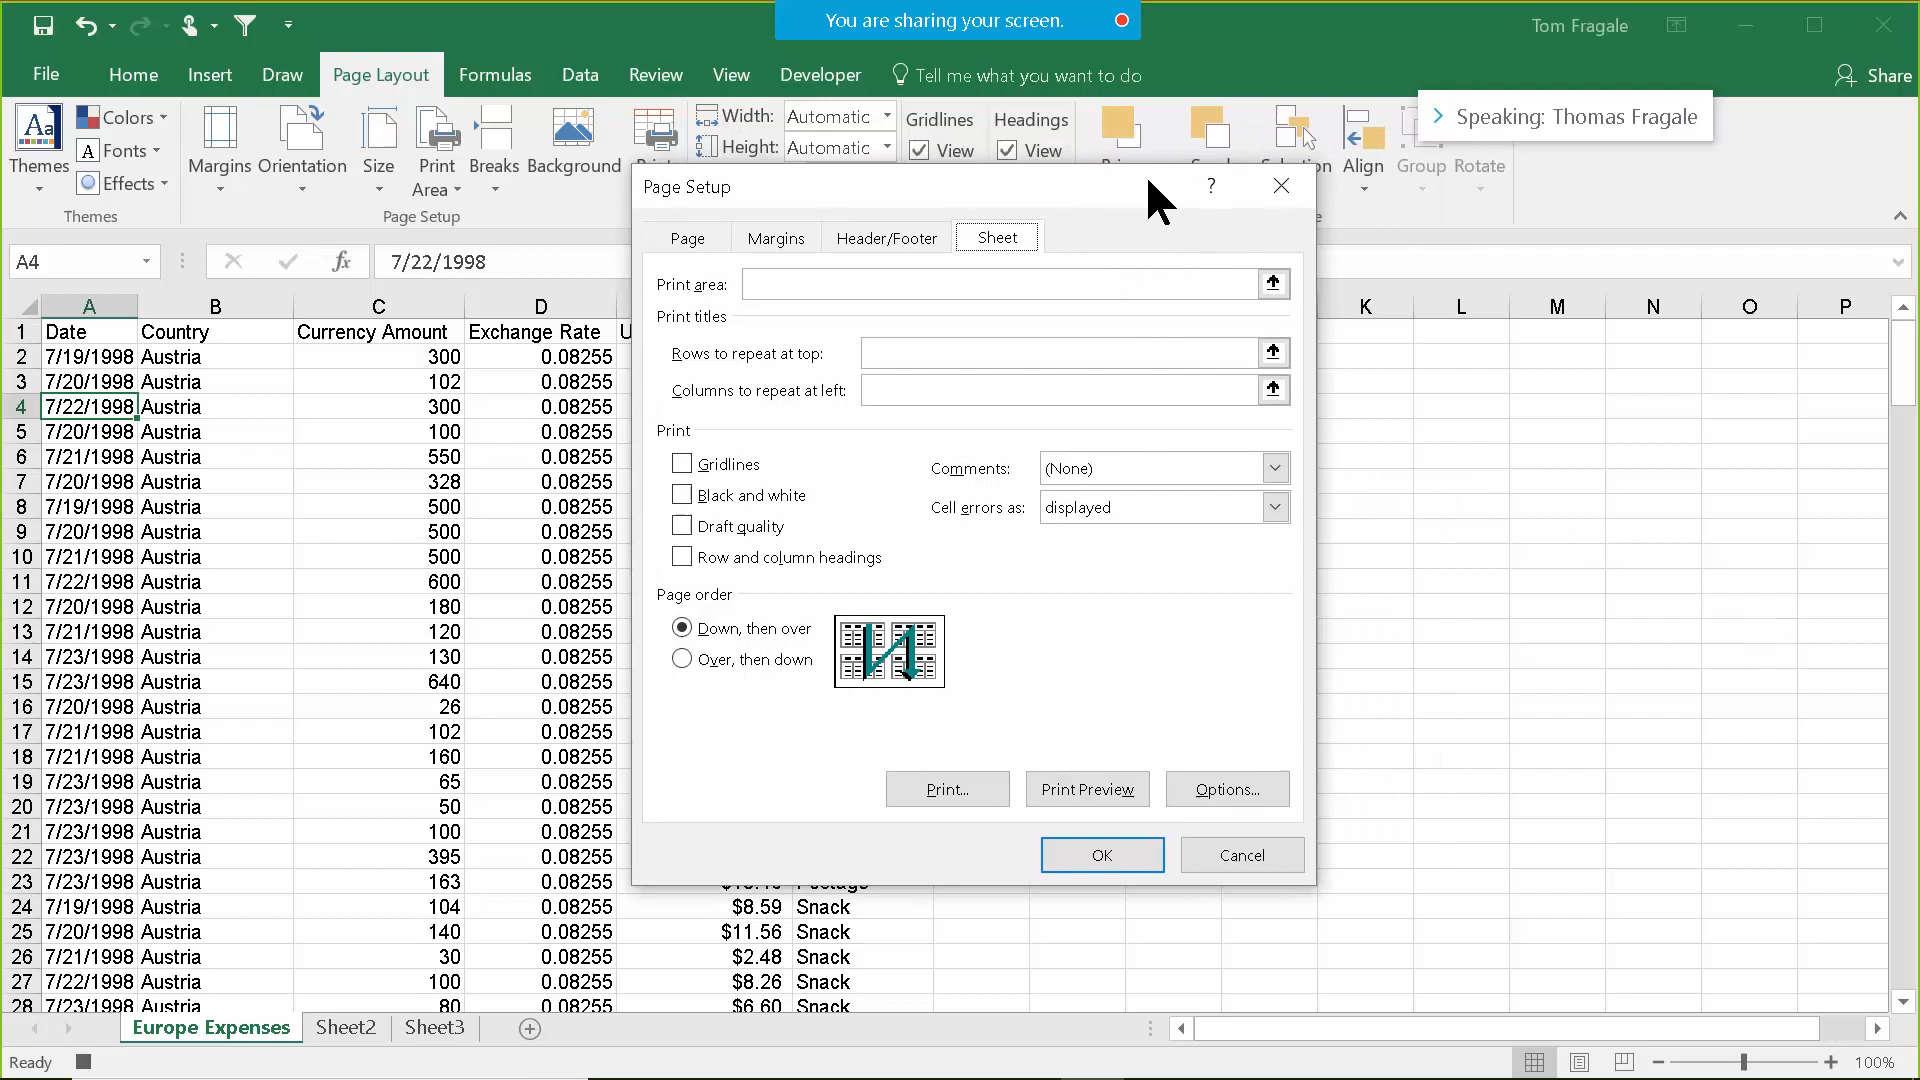 You are sharing your screen.
Tom Fragale
File Home Insert Draw Page Layout Formulas Data Review View Developer Tell me what you want to do Share
Speaking: Thomas Fragale
Aa Colors Width: Automatic Gridlines Headings
A Fonts Height: Automatic View View
Themes Effects Margins Orientation Size Print Area Breaks Background Align Group Rotate
Themes Page Setup
A4 fx 7/22/1998
A B C D K L M N O P
1 Date Country Currency Amount Exchange Rate U
2 7/19/1998 Austria 300 0.08255
3 7/20/1998 Austria 102 0.08255
4 7/22/1998 Austria 300 0.08255
5 7/20/1998 Austria 100 0.08255
6 7/21/1998 Austria 550 0.08255
7 7/20/1998 Austria 328 0.08255
8 7/19/1998 Austria 500 0.08255
9 7/20/1998 Austria 500 0.08255
10 7/21/1998 Austria 500 0.08255
11 7/22/1998 Austria 600 0.08255
12 7/20/1998 Austria 180 0.08255
13 7/21/1998 Austria 120 0.08255
14 7/23/1998 Austria 130 0.08255
15 7/23/1998 Austria 640 0.08255
16 7/20/1998 Austria 26 0.08255
17 7/21/1998 Austria 102 0.08255
18 7/21/1998 Austria 160 0.08255
19 7/23/1998 Austria 65 0.08255
20 7/23/1998 Austria 50 0.08255
21 7/23/1998 Austria 100 0.08255
22 7/23/1998 Austria 395 0.08255
23 7/23/1998 Austria 163 0.08255
24 7/19/1998 Austria 104 0.08255 $8.59 Snack
25 7/20/1998 Austria 140 0.08255 $11.56 Snack
26 7/21/1998 Austria 30 0.08255 $2.48 Snack
27 7/22/1998 Austria 100 0.08255 $8.26 Snack
28 7/23/1998 Austria 80 0.08255 $6.60 Snack
Page Setup ?
Page Margins Header/Footer Sheet
Print area:
Print titles
Rows to repeat at top:
Columns to repeat at left:
Print
Gridlines Comments: (None)
Black and white Cell errors as: displayed
Draft quality
Row and column headings
Page order
Down, then over
Over, then down
Print... Print Preview Options...
OK Cancel
Europe Expenses Sheet2 Sheet3
Ready 100%